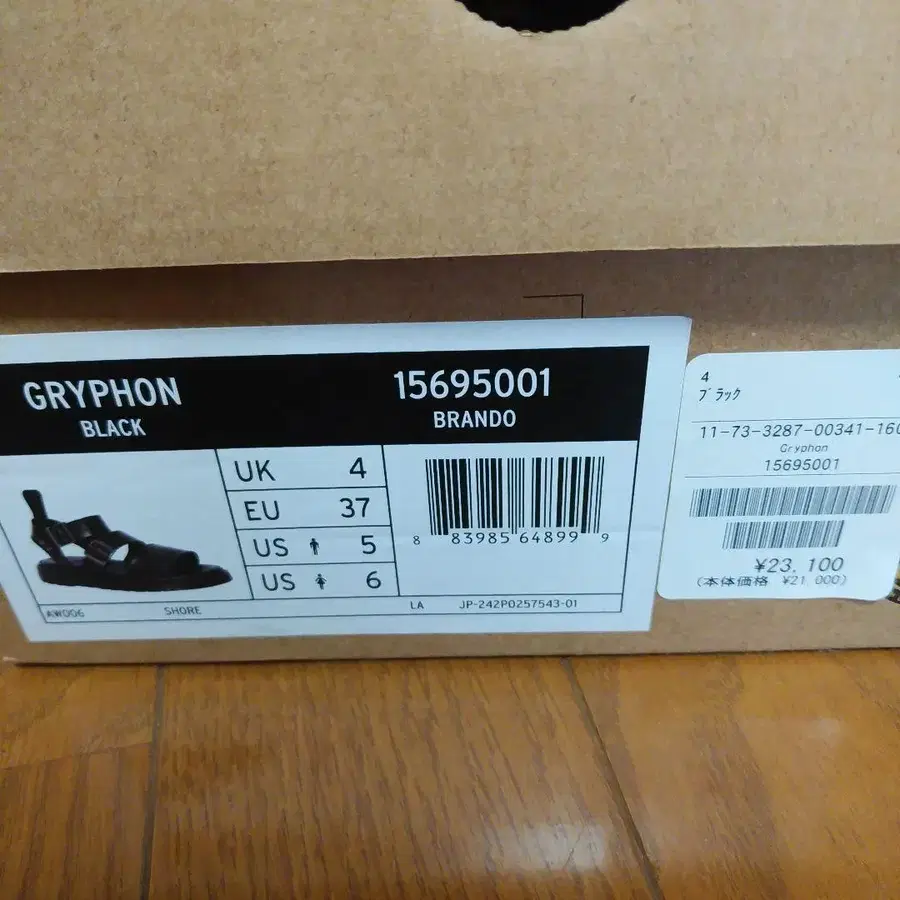 GRYPHON
BLACK
15695001
BRANDO
UK 4
EU 37
US 5
US 6
8 83985 64899 9
AW006 SHORE LA JP-242P0257543-01
4
ブラック
11-73-3287-00341-160
Gryphon
15695001
¥23,100
(本体価格 ¥21,000)